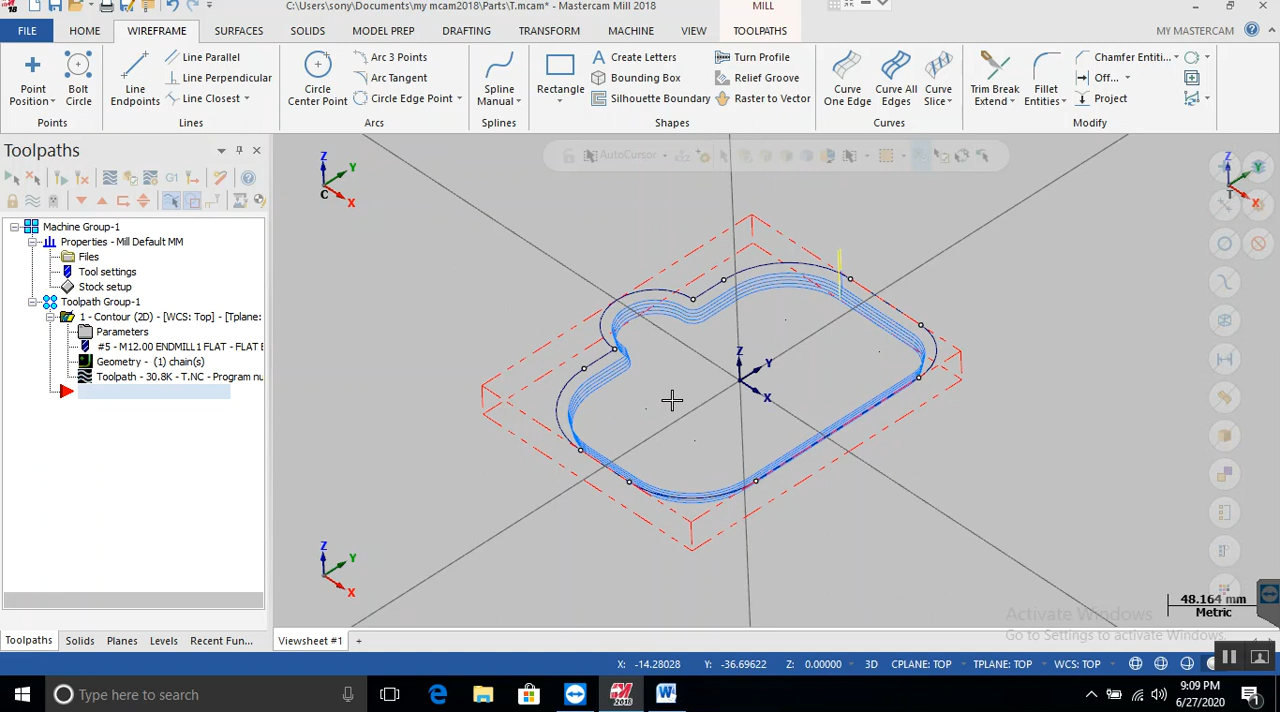 C:\Users\sony\Documents\my mcam2018\Parts\T.mcam* - Mastercam Mill 2018
MILL
FILE HOME WIREFRAME SURFACES SOLIDS MODEL PREP DRAFTING TRANSFORM MACHINE VIEW TOOLPATHS MY MASTERCAM
Point Position
Bolt Circle
Points
Line Endpoints
Line Parallel
Line Perpendicular
Line Closest
Lines
Circle Center Point
Arc 3 Points
Arc Tangent
Circle Edge Point
Arcs
Spline Manual
Splines
Rectangle
Create Letters
Bounding Box
Silhouette Boundary
Turn Profile
Relief Groove
Raster to Vector
Shapes
Curve One Edge
Curve All Edges
Curve Slice
Curves
Trim Break Extend
Fillet Entities
Chamfer Entiti...
Off...
Project
Modify
Toolpaths
G1
Machine Group-1
Properties - Mill Default MM
Files
Tool settings
Stock setup
Toolpath Group-1
1 - Contour (2D) - [WCS: Top] - [Tplane:
Parameters
#5 - M12.00 ENDMILL1 FLAT - FLAT E
Geometry - (1) chain(s)
Toolpath - 30.8K - T.NC - Program nu
AutoCursor
Z
Y
X
C
Z
Y
X
T
Z
Y
X
Z
Y
X
48.164 mm
Metric
Activate Windows
Go to Settings to activate Windows.
Toolpaths Solids Planes Levels Recent Fun...
Viewsheet #1 +
X: -14.28028 Y: -36.69622 Z: 0.00000 3D CPLANE: TOP TPLANE: TOP WCS: TOP
Type here to search
2018
9:09 PM
6/27/2020
1